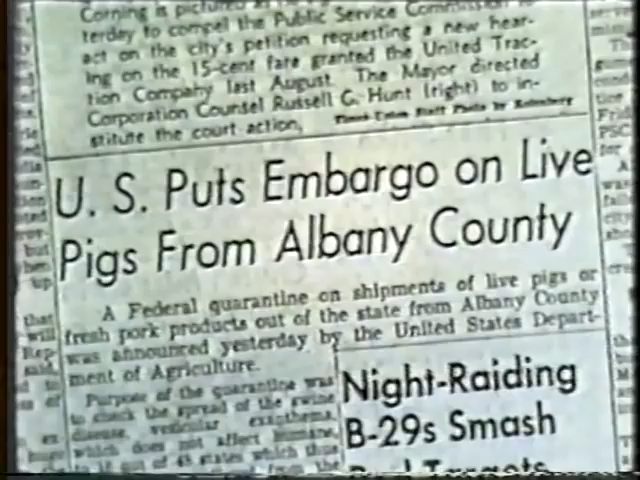 Corning is pictured as
terday to compel the Public Service Commission to
act on the city's petition requesting a new hear-
ing on the 15-cent fare granted the United Trac-
tion Company last August. The Mayor directed
Corporation Counsel Russell G. Hunt (right) to in-
stitute the court action.
U. S. Puts Embargo on Live
Pigs From Albany County
A Federal quarantine on shipments of live pigs or
fresh pork products out of the state from Albany County
was announced yesterday by the United States Depart-
ment of Agriculture.
Purpose of the quarantine was
to check the spread of the swine
disease, vesicular exanthema,
which does not affect humans,
Night-Raiding
B-29s Smash
Red Targets